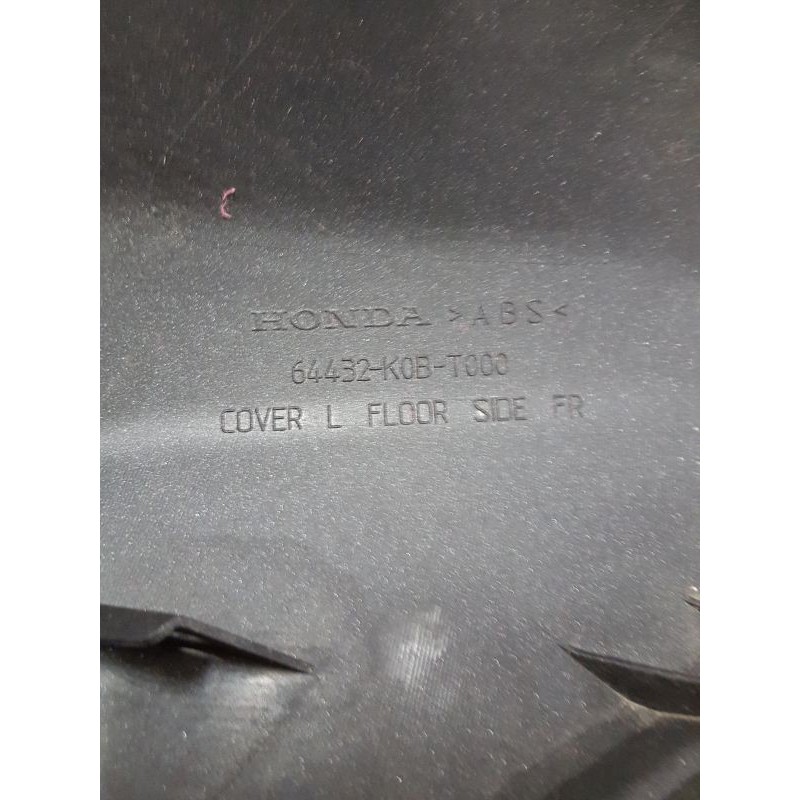 HONDA >ABS<
64432-K0B-T000
COVER L FLOOR SIDE FR